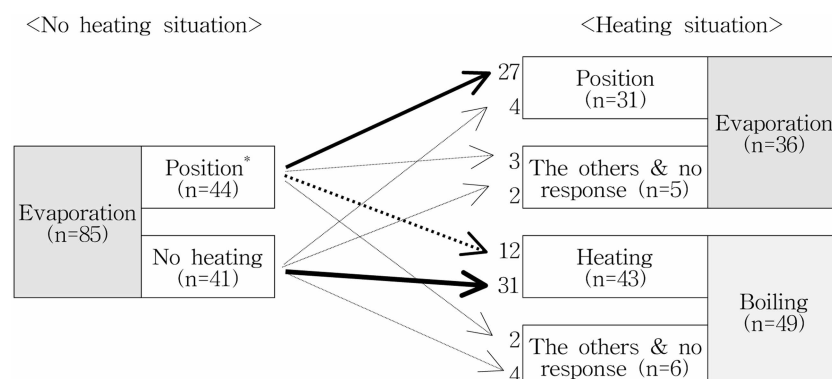 <No heating situation>
<Heating situation>
Evaporation
(n=85)
Position*
(n=44)
No heating
(n=41)
27
4
3
2
12
31
2
4
Position
(n=31)
The others & no
response (n=5)
Heating
(n=43)
The others & no
response (n=6)
Evaporation
(n=36)
Boiling
(n=49)